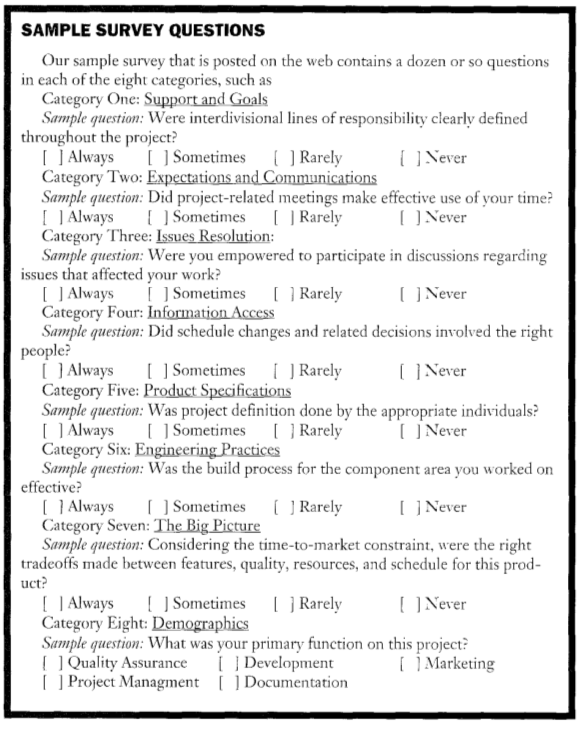 SAMPLE SURVEY QUESTIONS
Our sample survey that is posted on the web contains a dozen or so questions
in each of the eight categories, such as
Category One: Support and Goals
Sample question: Were interdivisional lines of responsibility clearly defined
throughout the project?
[ ] Always [ ] Sometimes [ ] Rarely [ ] Never
Category Two: Expectations and Communications
Sample question: Did project-related meetings make effective use of your time?
[ ] Always [ ] Sometimes [ ] Rarely [ ] Never
Category Three: Issues Resolution:
Sample question: Were you empowered to participate in discussions regarding
issues that affected your work?
[ ] Always [ ] Sometimes [ ] Rarely [ ] Never
Category Four: Information Access
Sample question: Did schedule changes and related decisions involved the right
people?
[ ] Always [ ] Sometimes [ ] Rarely [ ] Never
Category Five: Product Specifications
Sample question: Was project definition done by the appropriate individuals?
[ ] Always [ ] Sometimes [ ] Rarely [ ] Never
Category Six: Engineering Practices
Sample question: Was the build process for the component area you worked on
effective?
[ ] Always [ ] Sometimes [ ] Rarely [ ] Never
Category Seven: The Big Picture
Sample question: Considering the time-to-market constraint, were the right
tradeoffs made between features, quality, resources, and schedule for this prod-
uct?
[ ] Always [ ] Sometimes [ ] Rarely [ ] Never
Category Eight: Demographics
Sample question: What was your primary function on this project?
[ ] Quality Assurance [ ] Development [ ] Marketing
[ ] Project Managment [ ] Documentation